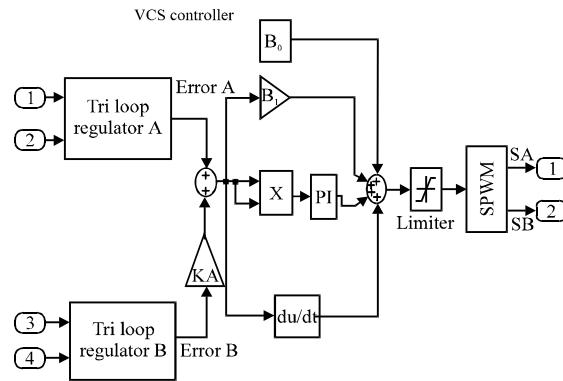 VCS controller
B₀
Error A
1
2
Tri loop
regulator A
B₁
+
+
X
PI
+
+
+
+
Limiter
SPWM
SA
1
SB
2
KA
3
4
Tri loop
regulator B
Error B
du/dt